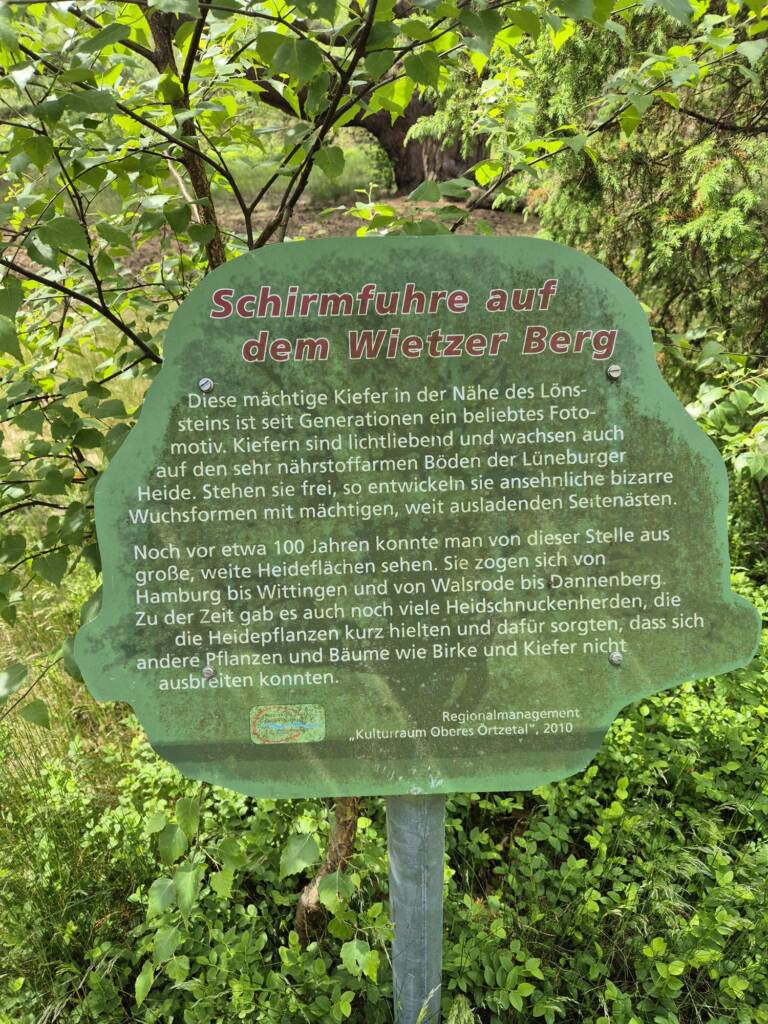 Schirmfuhre auf
dem Wietzer Berg
Diese mächtige Kiefer in der Nähe des Löns-
steins ist seit Generationen ein beliebtes Foto-
motiv. Kiefern sind lichtliebend und wachsen auch
auf den sehr nährstoffarmen Böden der Lüneburger
Heide. Stehen sie frei, so entwickeln sie ansehnliche bizarre
Wuchsformen mit mächtigen, weit ausladenden Seitenästen.
Noch vor etwa 100 Jahren konnte man von dieser Stelle aus
große, weite Heideflächen sehen. Sie zogen sich von
Hamburg bis Wittingen und von Walsrode bis Dannenberg.
Zu der Zeit gab es auch noch viele Heidschnuckenherden, die
die Heidepflanzen kurz hielten und dafür sorgten, dass sich
andere Pflanzen und Bäume wie Birke und Kiefer nicht
ausbreiten konnten.
Regionalmanagement
„Kulturraum Oberes Örtzetal", 2010